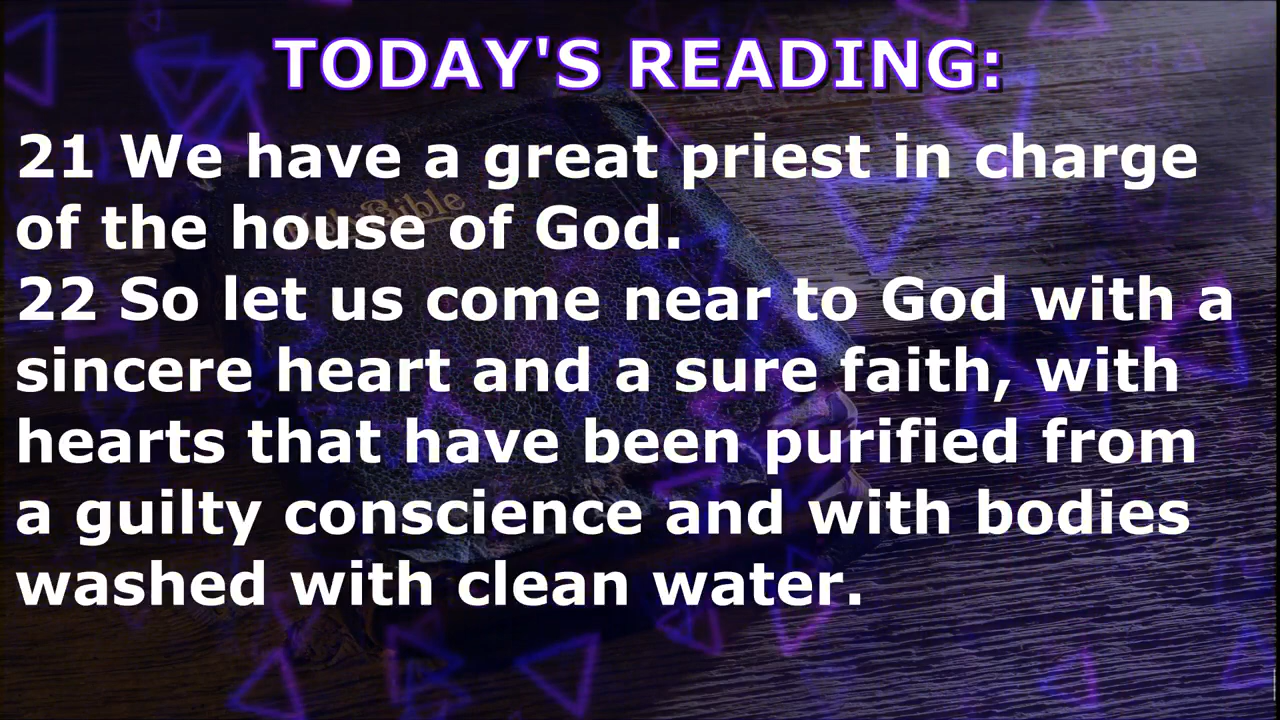 TODAY'S READING:
21 We have a great priest in charge
of the house of God.
22 So let us come near to God with a
sincere heart and a sure faith, with
hearts that have been purified from
a guilty conscience and with bodies
washed with clean water.
Holy Bible